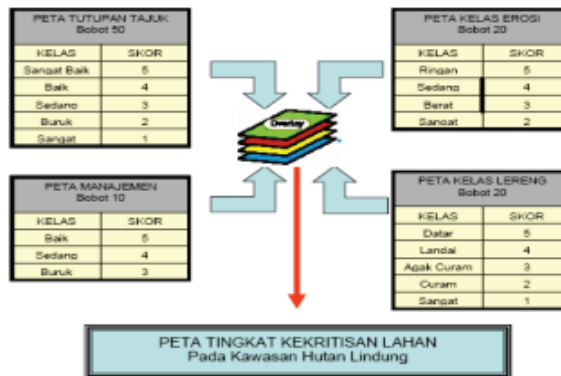 PETA TUTUPAN TAJUK
Bobot 50
KELAS SKOR
Sangat Baik 5
Baik 4
Sedang 3
Buruk 2
Sangat 1
PETA KELAS EROSI
Bobot 20
KELAS SKOR
Ringan 5
Sedang 4
Berat 3
Sangat 2
Overlay
PETA MANAJEMEN
Bobot 10
KELAS SKOR
Baik 5
Sedang 4
Buruk 3
PETA KELAS LERENG
Bobot 20
KELAS SKOR
Datar 5
Landai 4
Agak Curam 3
Curam 2
Sangat 1
PETA TINGKAT KEKRITISAN LAHAN
Pada Kawasan Hutan Lindung